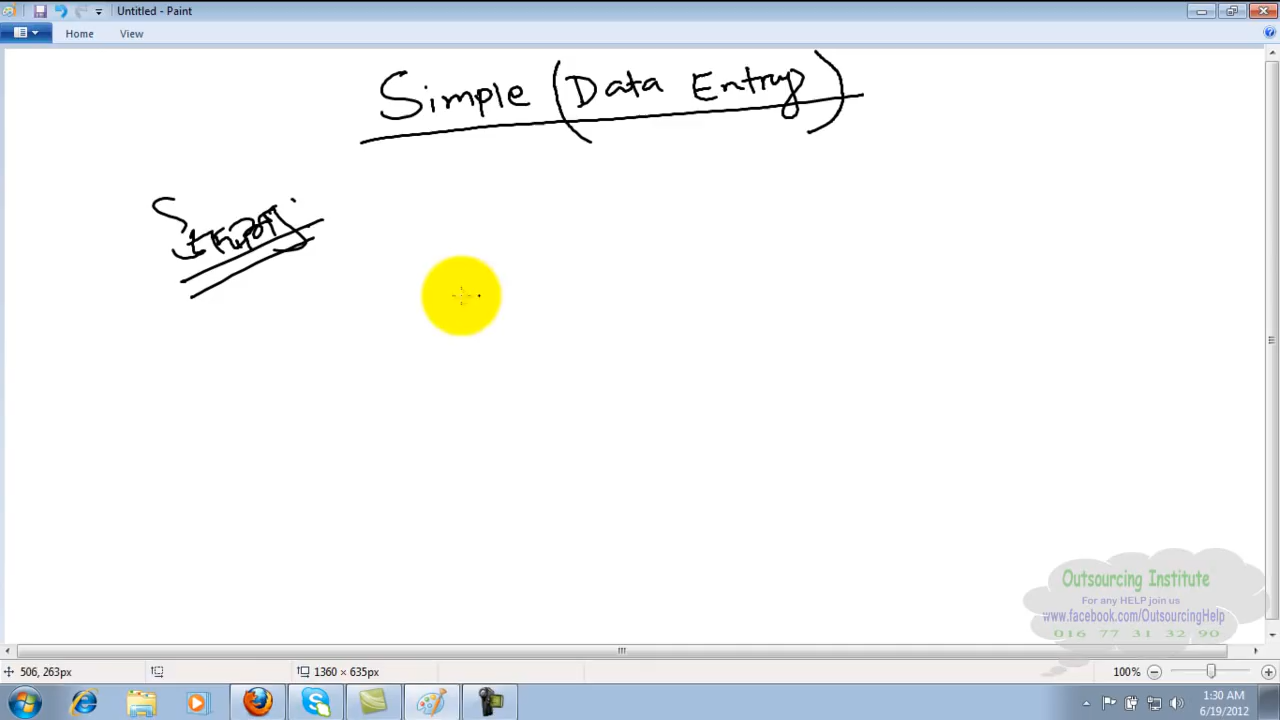 Untitled - Paint
Home View
Simple (Data Entry)
Outsourcing Institute
For any HELP join us
www.facebook.com/OutsourcingHelp
016 77 31 32 90
506, 263px
1360 × 635px
100%
1:30 AM
6/19/2012